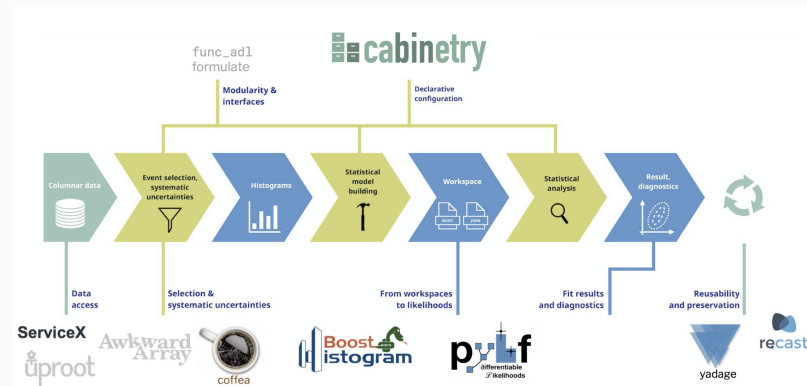 func_adl
formulate
cabinetry
Modularity &
interfaces
Declarative
configuration
Columnar data
Event selection,
systematic
uncertainties
Histograms
Statistical
model
building
Workspace
ROOT
JSON
Statistical
analysis
Result,
diagnostics
Data
access
Selection &
systematic uncertainties
From workspaces
to likelihoods
Fit results
and diagnostics
Reusability
and preservation
ServiceX
uproot
Awkward
Array
coffea
Boost
Histogram
pyhf
differentiable
Likelihoods
yadage
recast